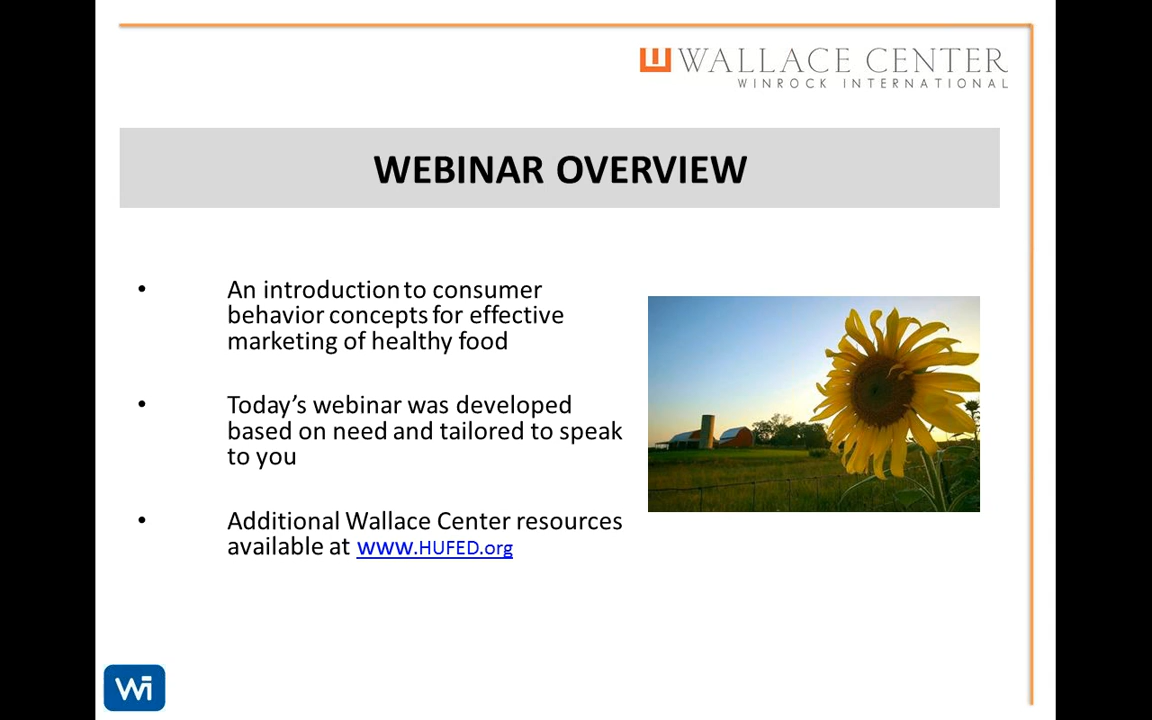 WALLACE CENTER
WINROCK INTERNATIONAL
WEBINAR OVERVIEW
• An introduction to consumer
behavior concepts for effective
marketing of healthy food
• Today’s webinar was developed
based on need and tailored to speak
to you
• Additional Wallace Center resources
available at www.HUFED.org
Wi